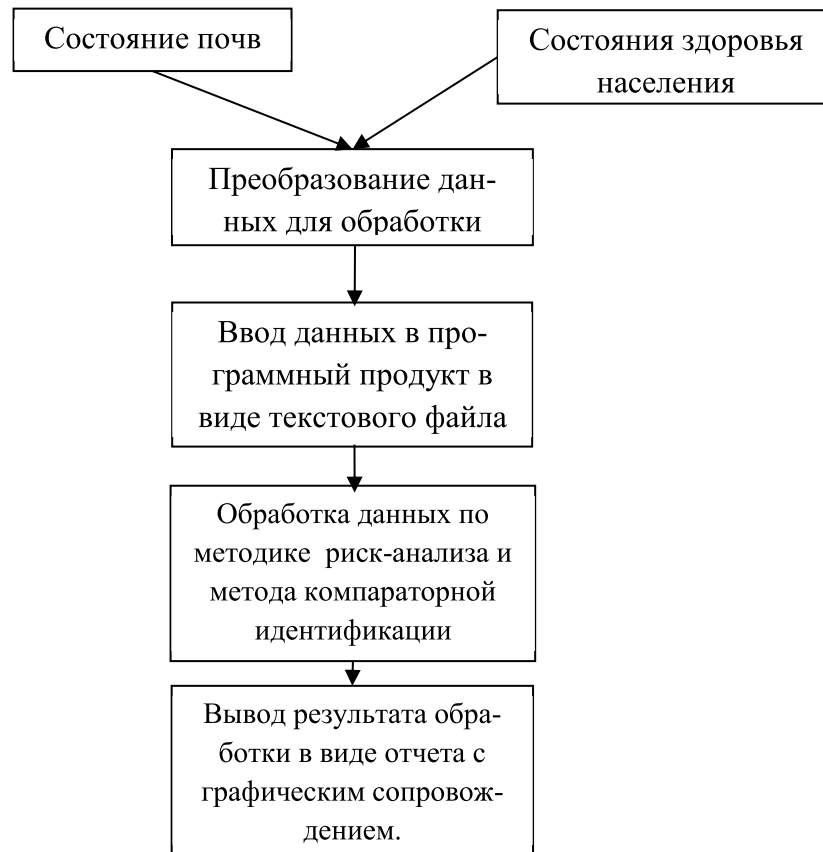 Состояние почв
Состояния здоровья
населения
Преобразование дан-
ных для обработки
Ввод данных в про-
граммный продукт в
виде текстового файла
Обработка данных по
методике риск-анализа и
метода компараторной
идентификации
Вывод результата обра-
ботки в виде отчета с
графическим сопровож-
дением.